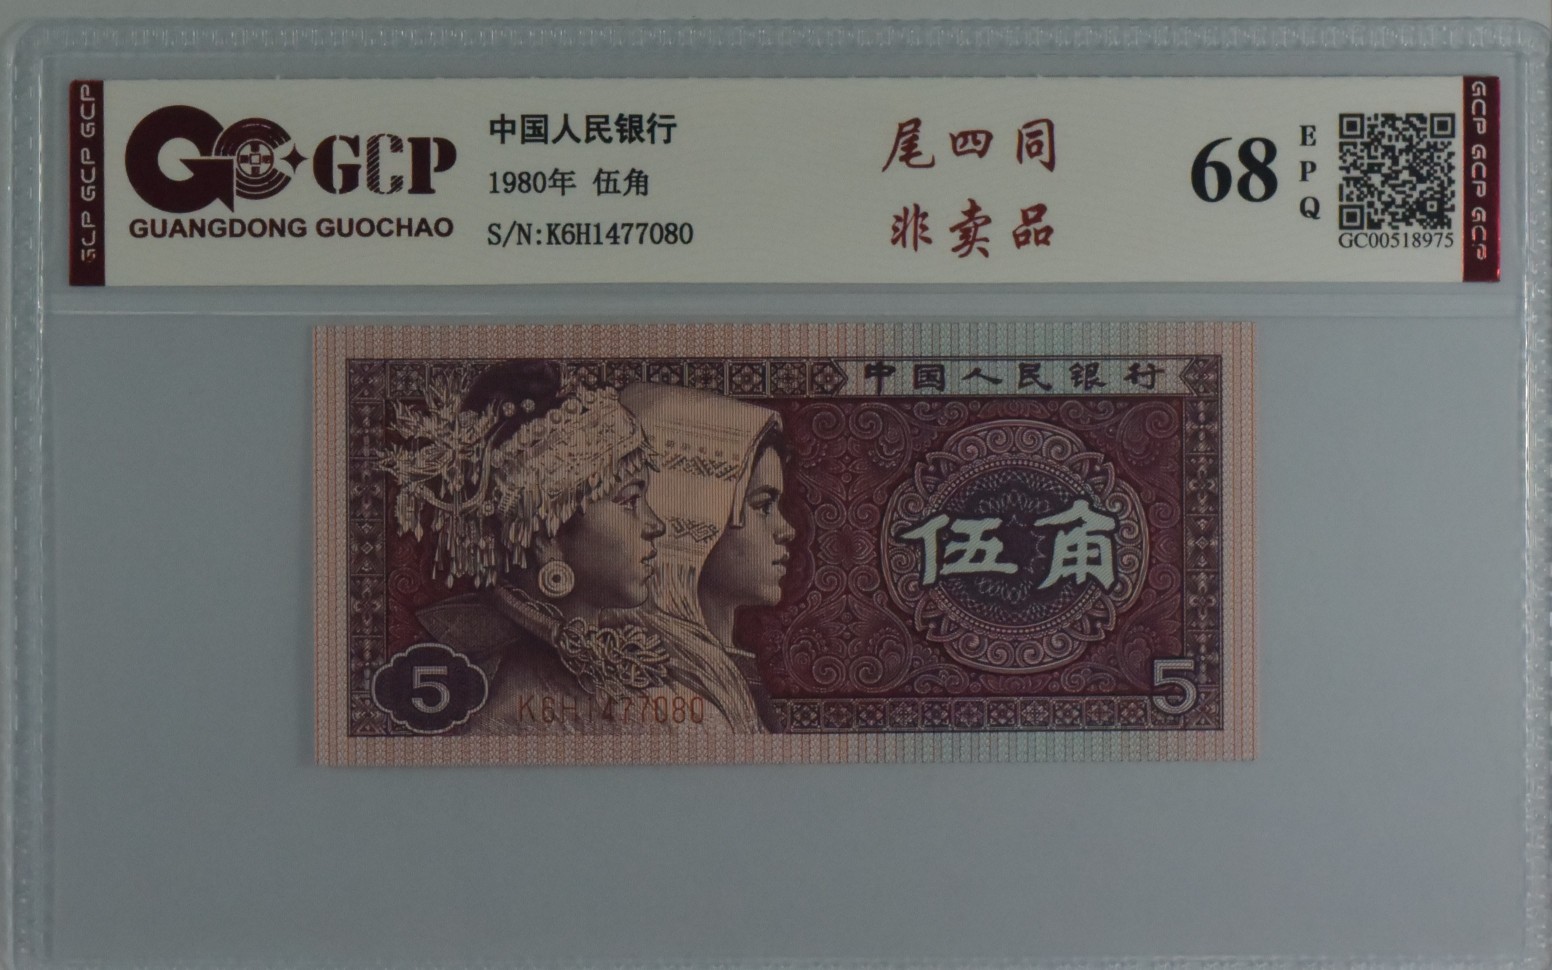 GCP GCP GCP
GCP
GUANGDONG GUOCHAO
中国人民银行
1980年 伍角
S/N:K6H1477080
尾四同
非卖品
68
EPQ
GC00518975
GCP GCP GCP
中国人民银行
伍角
5
K6H1477080
5